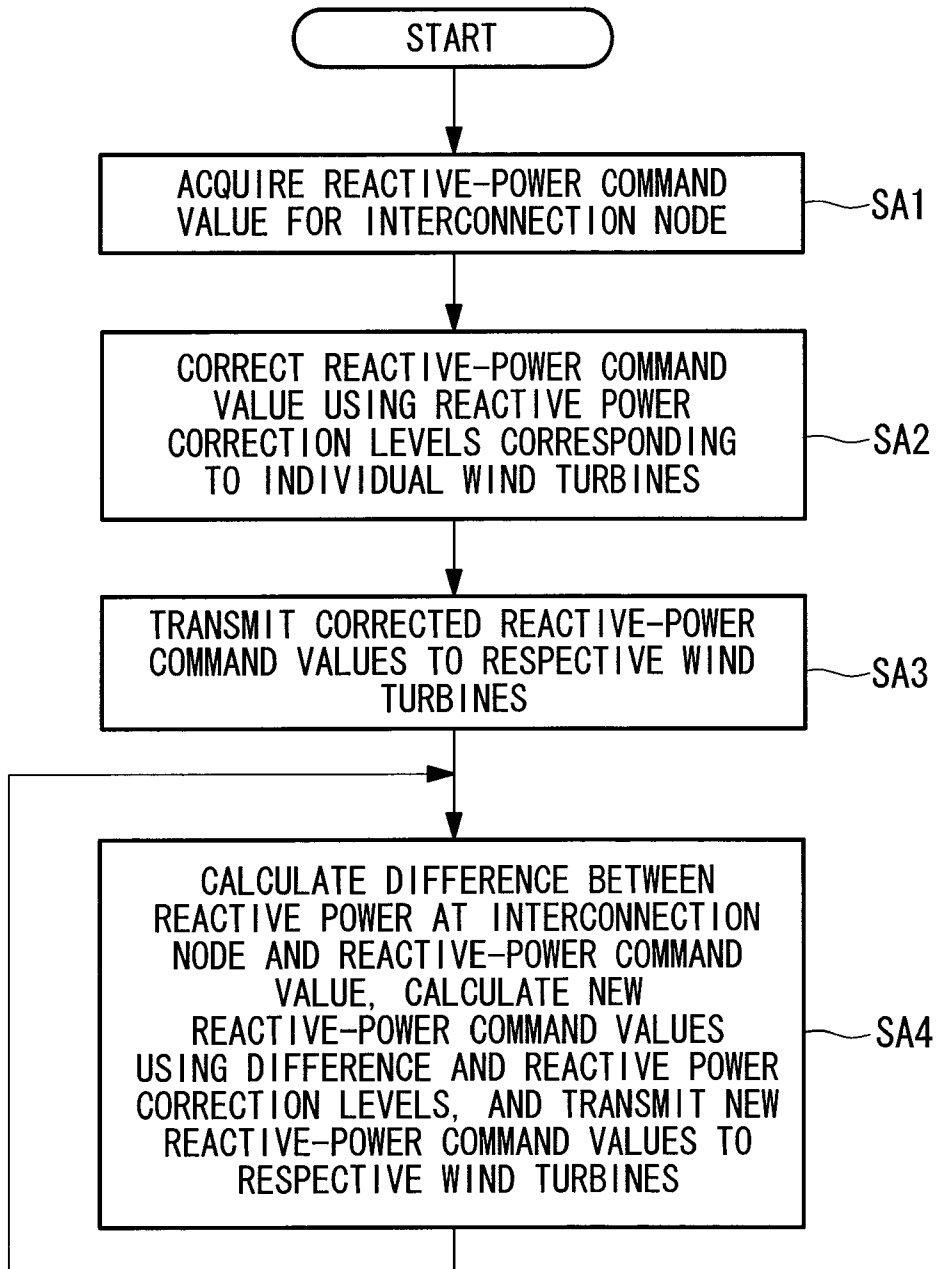 START
ACQUIRE REACTIVE-POWER COMMAND
VALUE FOR INTERCONNECTION NODE
SA1
CORRECT REACTIVE-POWER COMMAND
VALUE USING REACTIVE POWER
CORRECTION LEVELS CORRESPONDING
TO INDIVIDUAL WIND TURBINES
SA2
TRANSMIT CORRECTED REACTIVE-POWER
COMMAND VALUES TO RESPECTIVE WIND
TURBINES
SA3
CALCULATE DIFFERENCE BETWEEN
REACTIVE POWER AT INTERCONNECTION
NODE AND REACTIVE-POWER COMMAND
VALUE, CALCULATE NEW
REACTIVE-POWER COMMAND VALUES
USING DIFFERENCE AND REACTIVE POWER
CORRECTION LEVELS, AND TRANSMIT NEW
REACTIVE-POWER COMMAND VALUES TO
RESPECTIVE WIND TURBINES
SA4